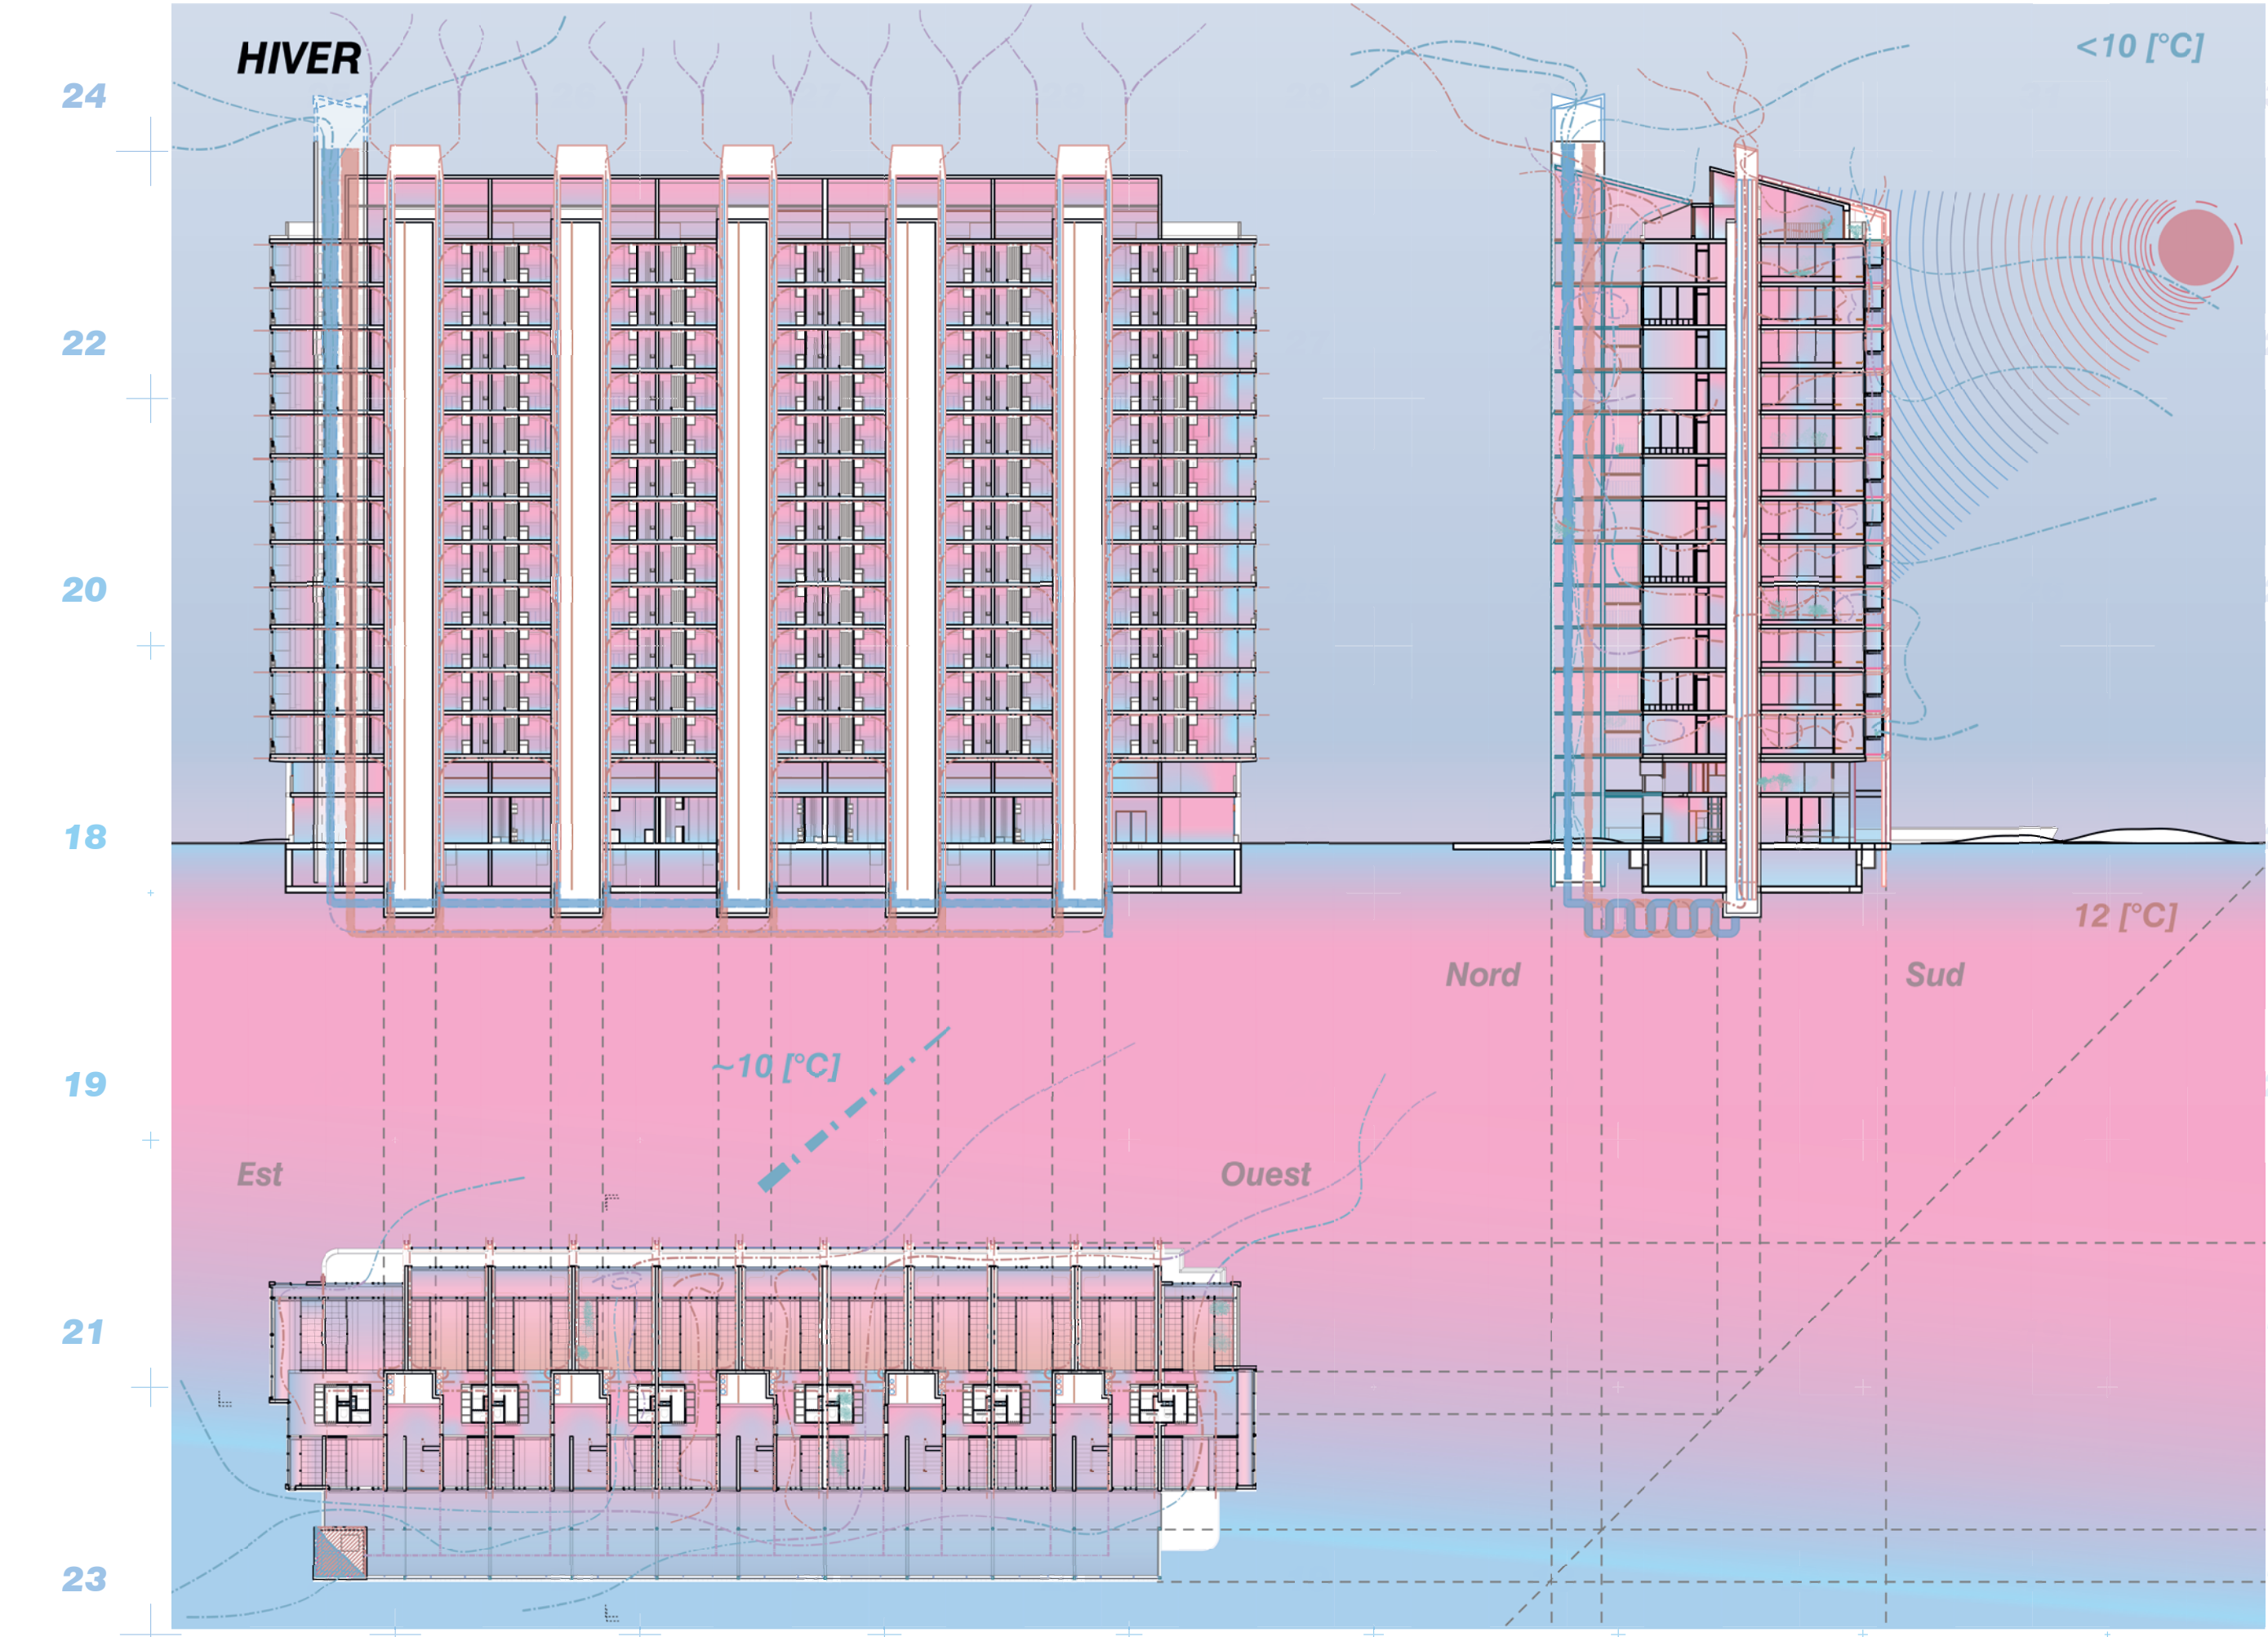 HIVER
<10 [°C]
24
22
20
18
12 [°C]
Nord
Sud
~10 [°C]
19
Est
Ouest
21
23